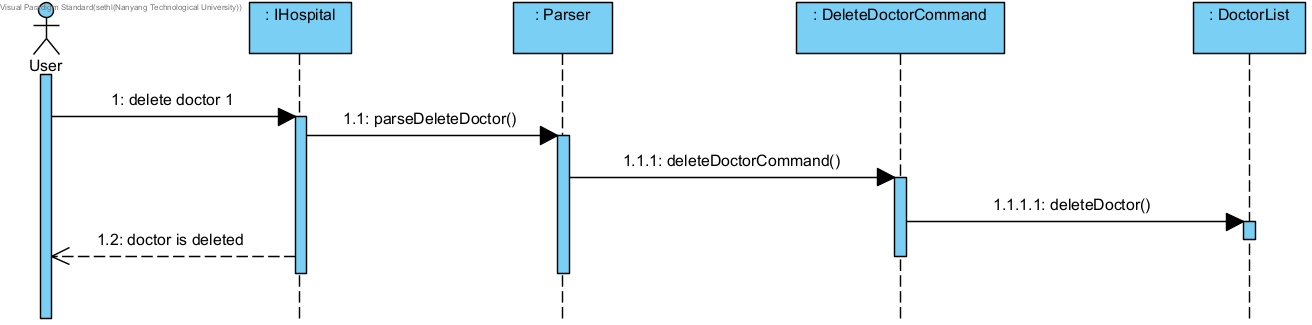 Visual Paradigm Standard(sethl(Nanyang Technological University))
: IHospital
: Parser
: DeleteDoctorCommand
: DoctorList
User
1: delete doctor 1
1.1: parseDeleteDoctor()
1.1.1: deleteDoctorCommand()
1.1.1.1: deleteDoctor()
1.2: doctor is deleted